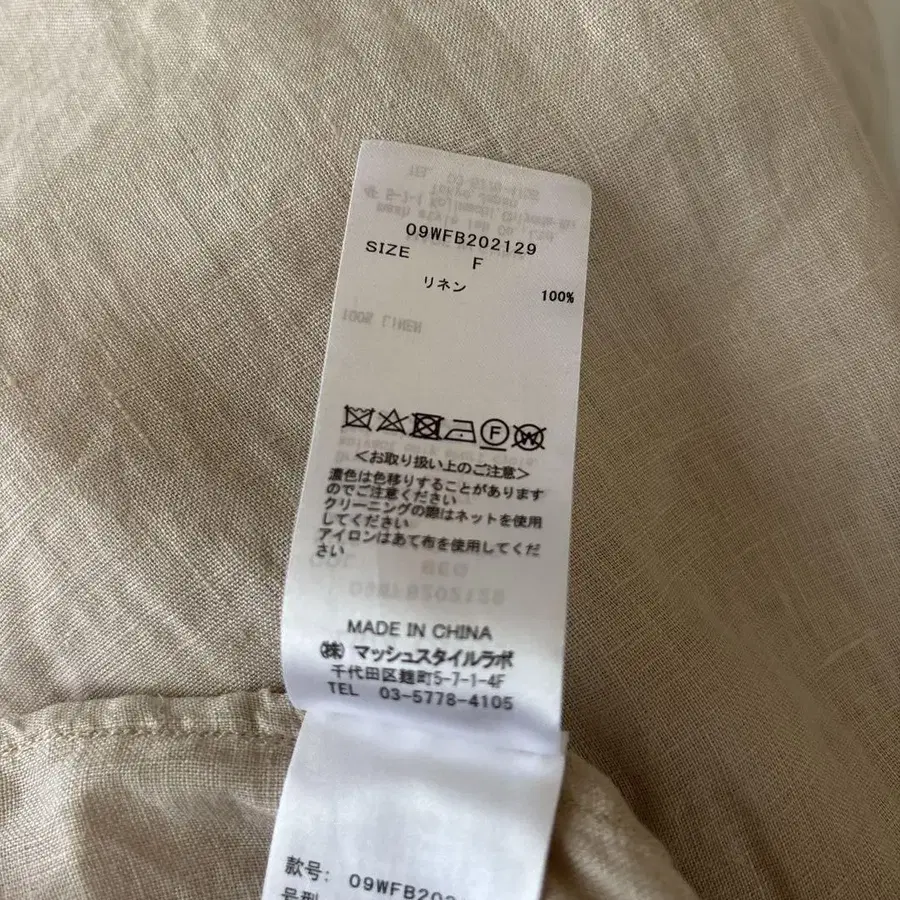 09WFB202129
SIZE F
リネン 100%
F
W
<お取り扱い上のご注意>
濃色は色移りすることがあります
のでご注意ください
クリーニングの際はネットを使用
してください
アイロンはあて布を使用してくだ
さい
MADE IN CHINA
㈱ マッシュスタイルラボ
千代田区麹町5-7-1-4F
TEL 03-5778-4105
款号: 09WFB202
号型